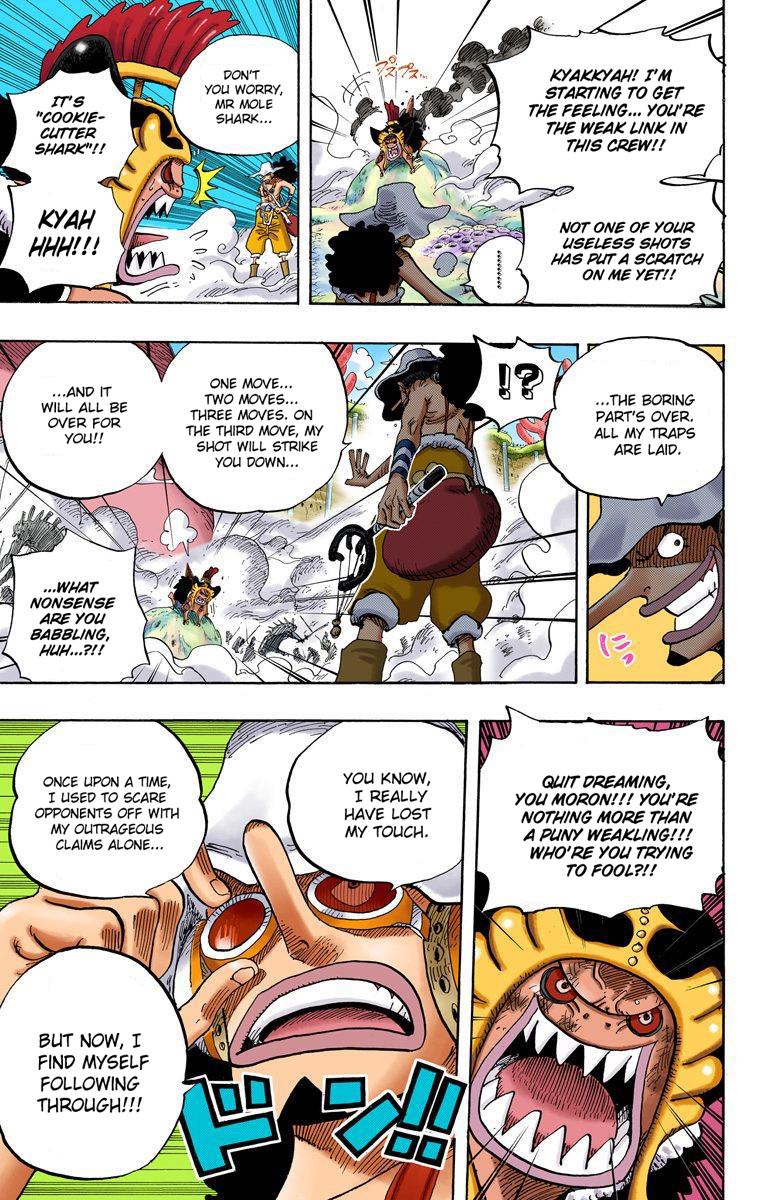 KYAKKYAH! I'M
STARTING TO GET
THE FEELING... YOU'RE
THE WEAK LINK IN
THIS CREW!!
NOT ONE OF YOUR
USELESS SHOTS
HAS PUT A SCRATCH
ON ME YET!!
プス プス...
.........
DON'T
YOU WORRY,
MR MOLE
SHARK...
IT'S
"COOKIE-
CUTTER
SHARK"!!
KYAH
HHH!!!
...THE BORING
PART'S OVER.
ALL MY TRAPS
ARE LAID.
ニっ
!?
ONE MOVE...
TWO MOVES...
THREE MOVES. ON
THE THIRD MOVE, MY
SHOT WILL STRIKE
YOU DOWN...
...AND IT
WILL ALL BE
OVER FOR
YOU!!
...WHAT
NONSENSE
ARE YOU
BABBLING,
HUH...?!!
QUIT DREAMING,
YOU MORON!!! YOU'RE
NOTHING MORE THAN
A PUNY WEAKLING!!!
WHO'RE YOU TRYING
TO FOOL?!!
YOU KNOW,
I REALLY
HAVE LOST
MY TOUCH.
ONCE UPON A TIME,
I USED TO SCARE
OPPONENTS OFF WITH
MY OUTRAGEOUS
CLAIMS ALONE...
BUT NOW, I
FIND MYSELF
FOLLOWING
THROUGH!!!
ドン!!